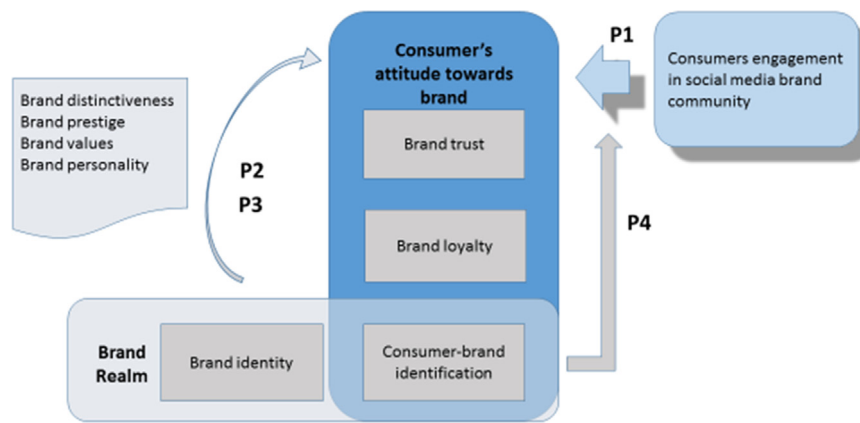 Brand distinctiveness
Brand prestige
Brand values
Brand personality
P2
P3
Consumer's
attitude towards
brand
Brand trust
Brand loyalty
P1
Consumers engagement
in social media brand
community
P4
Brand
Realm
Brand identity
Consumer-brand
identification